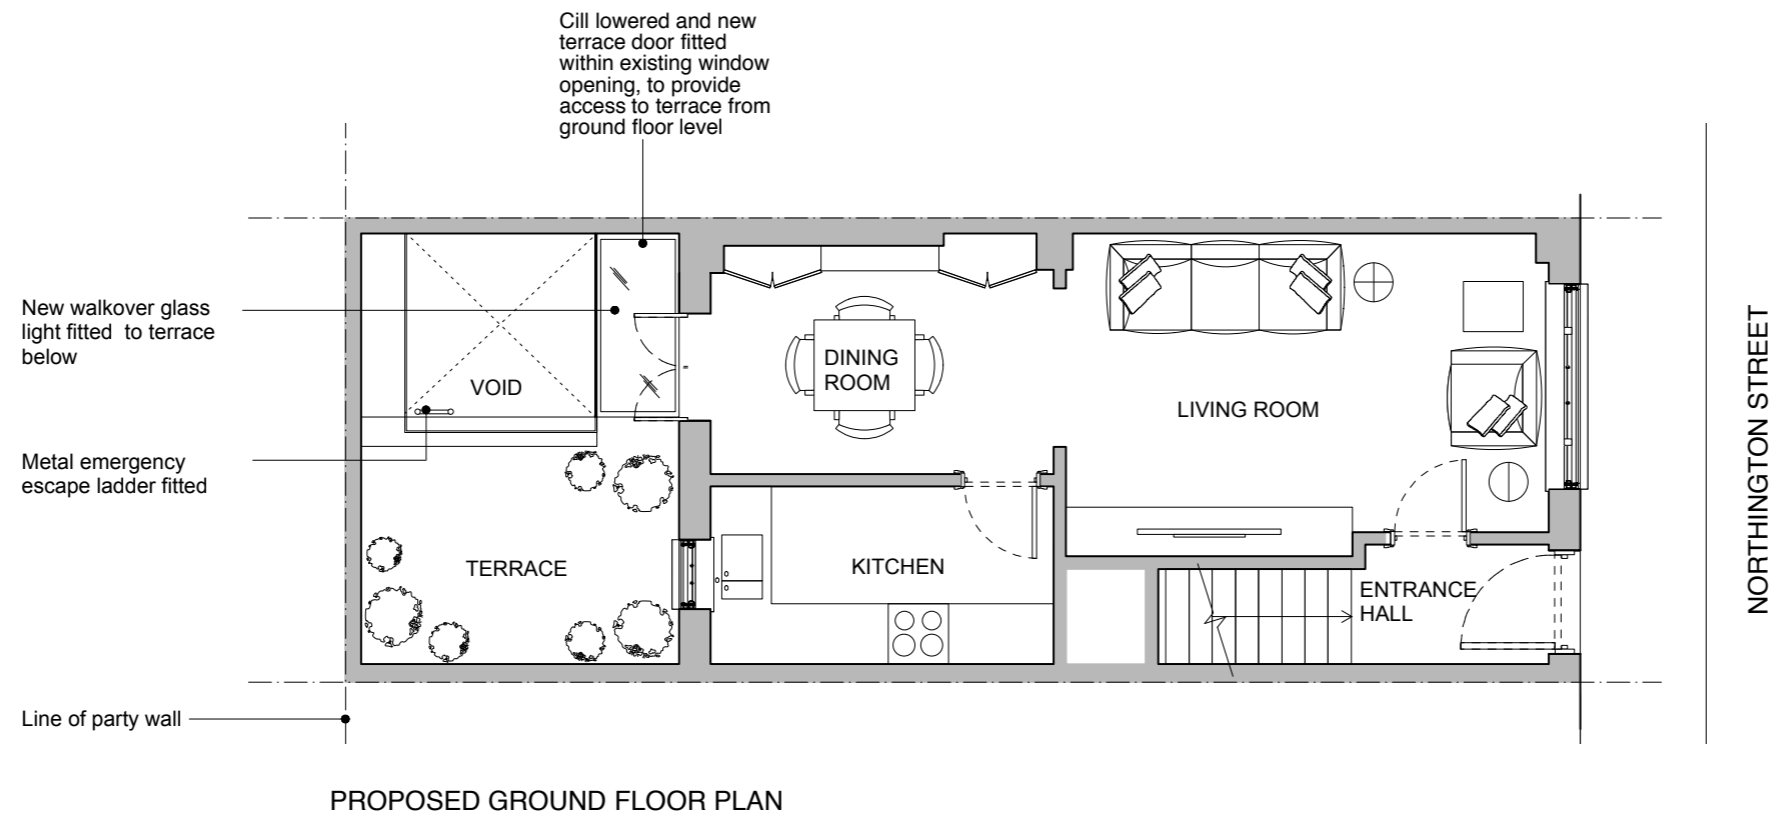 Cill lowered and new
terrace door fitted
within existing window
opening, to provide
access to terrace from
ground floor level
New walkover glass
light fitted  to terrace
below
VOID
DINING
ROOM
LIVING ROOM
NORTHINGTON STREET
Metal emergency
escape ladder fitted
TERRACE
KITCHEN
ENTRANCE
HALL
Line of party wall
PROPOSED GROUND FLOOR PLAN